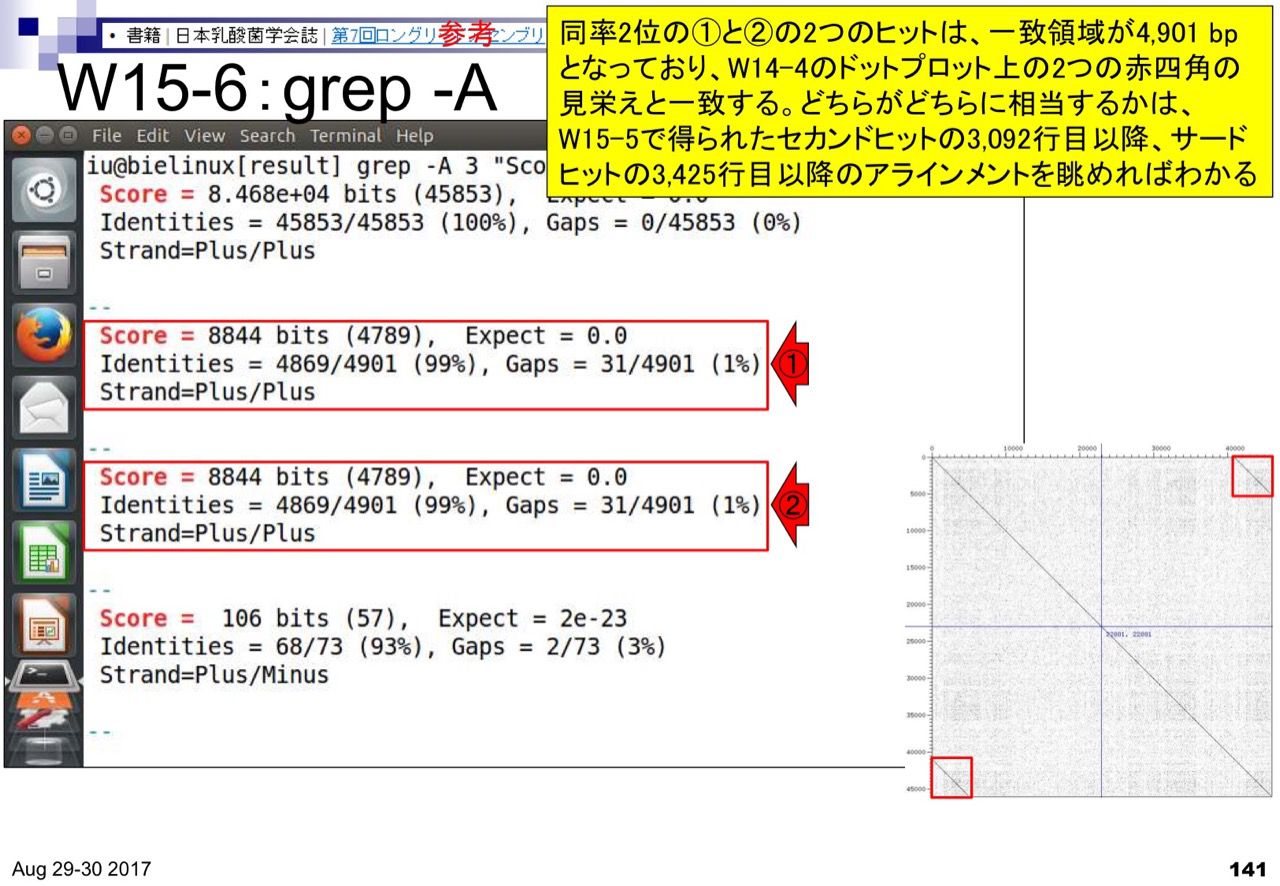 ・書籍 | 日本乳酸菌学会誌 | 第7回ロングリ
参考
W15-6：grep -A
同率2位の①と②の2つのヒットは、一致領域が4,901 bp
となっており、W14-4のドットプロット上の2つの赤四角の
見栄えと一致する。どちらがどちらに相当するかは、
W15-5で得られたセカンドヒットの3,092行目以降、サード
ヒットの3,425行目以降のアラインメントを眺めればわかる
File Edit View Search Terminal Help
iu@bielinux[result] grep -A 3 "Sco
Score = 8.468e+04 bits (45853), Expect = 0.0
Identities = 45853/45853 (100%), Gaps = 0/45853 (0%)
Strand=Plus/Plus
--
Score = 8844 bits (4789), Expect = 0.0
Identities = 4869/4901 (99%), Gaps = 31/4901 (1%)
Strand=Plus/Plus
①
--
Score = 8844 bits (4789), Expect = 0.0
Identities = 4869/4901 (99%), Gaps = 31/4901 (1%)
Strand=Plus/Plus
②
--
Score = 106 bits (57), Expect = 2e-23
Identities = 68/73 (93%), Gaps = 2/73 (3%)
Strand=Plus/Minus
--
0 10000 20000 30000 40000
0
5000
10000
15000
20000
25000
30000
35000
40000
45000
Aug 29-30 2017
141